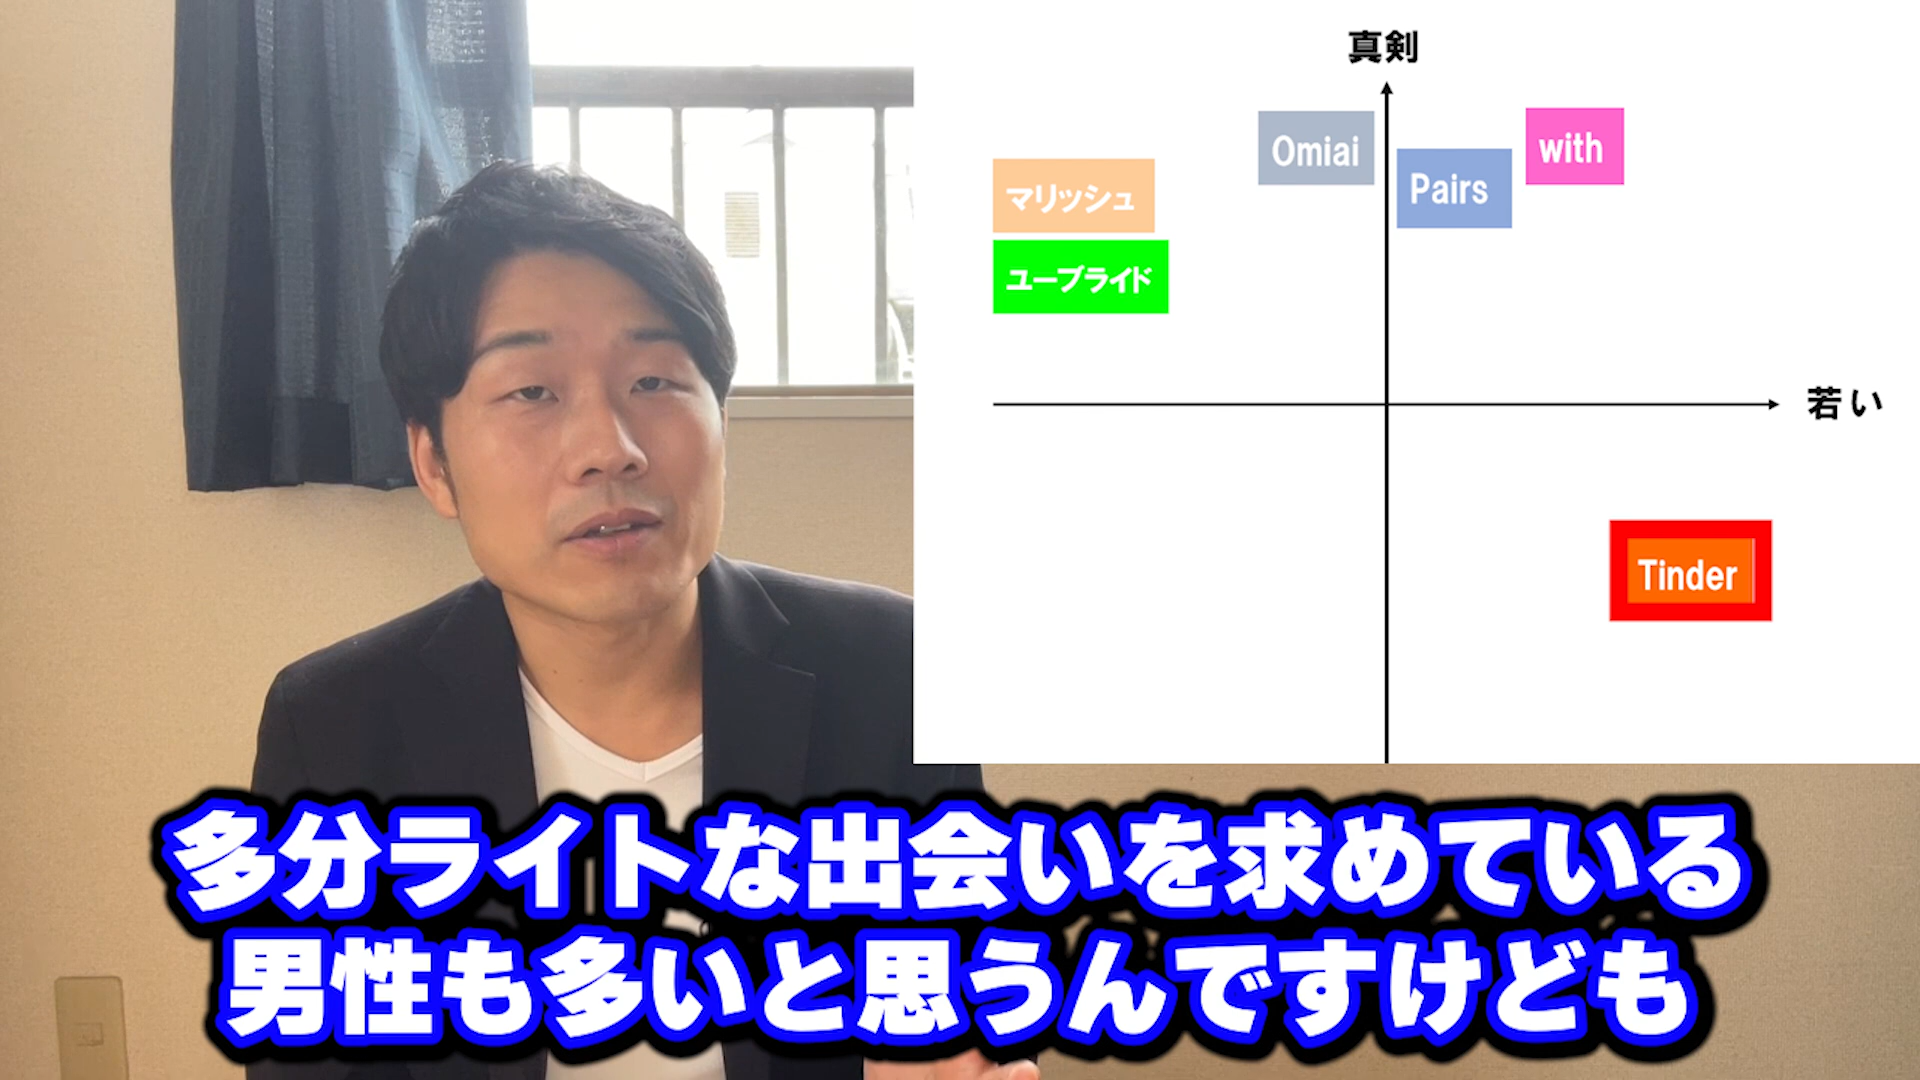 真剣
Omiai
with
Pairs
マリッシュ
ユーブライド
若い
Tinder
多分ライトな出会いを求めている
男性も多いと思うんですけども